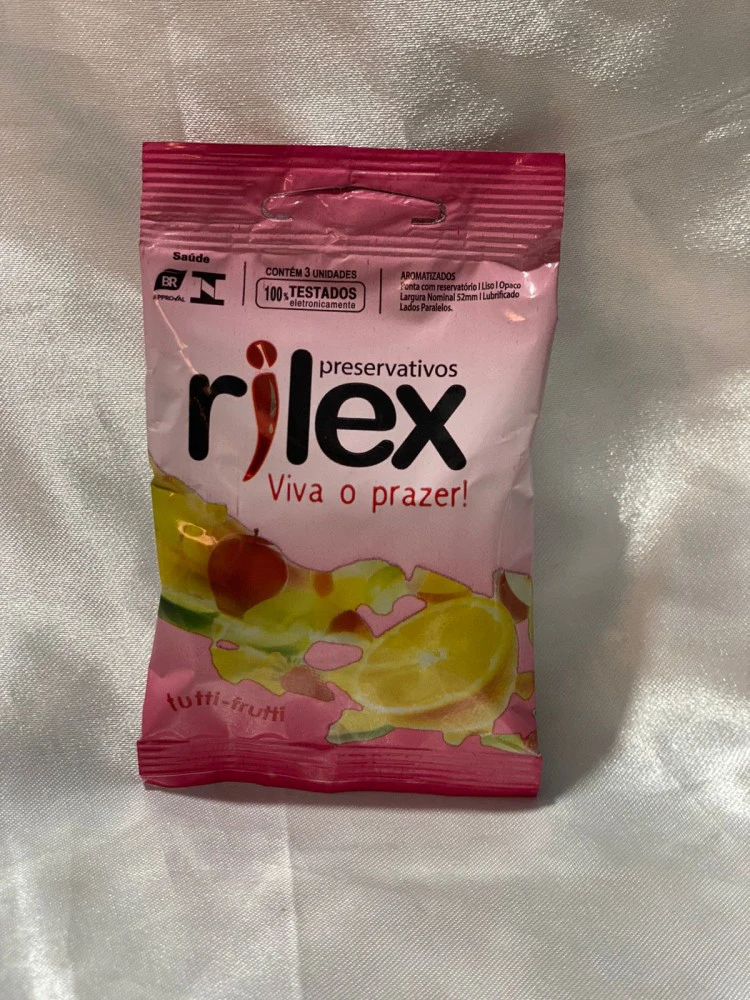 Saúde
BR
APPROVAL
N
CONTÉM 3 UNIDADES
100% TESTADOS
eletronicamente
AROMATIZADOS
Ponta com reservatório I Liso I Opaco
Largura Nominal 52mm I Lubrificado
Lados Paralelos.
preservativos
rilex
Viva o prazer!
tutti-frutti